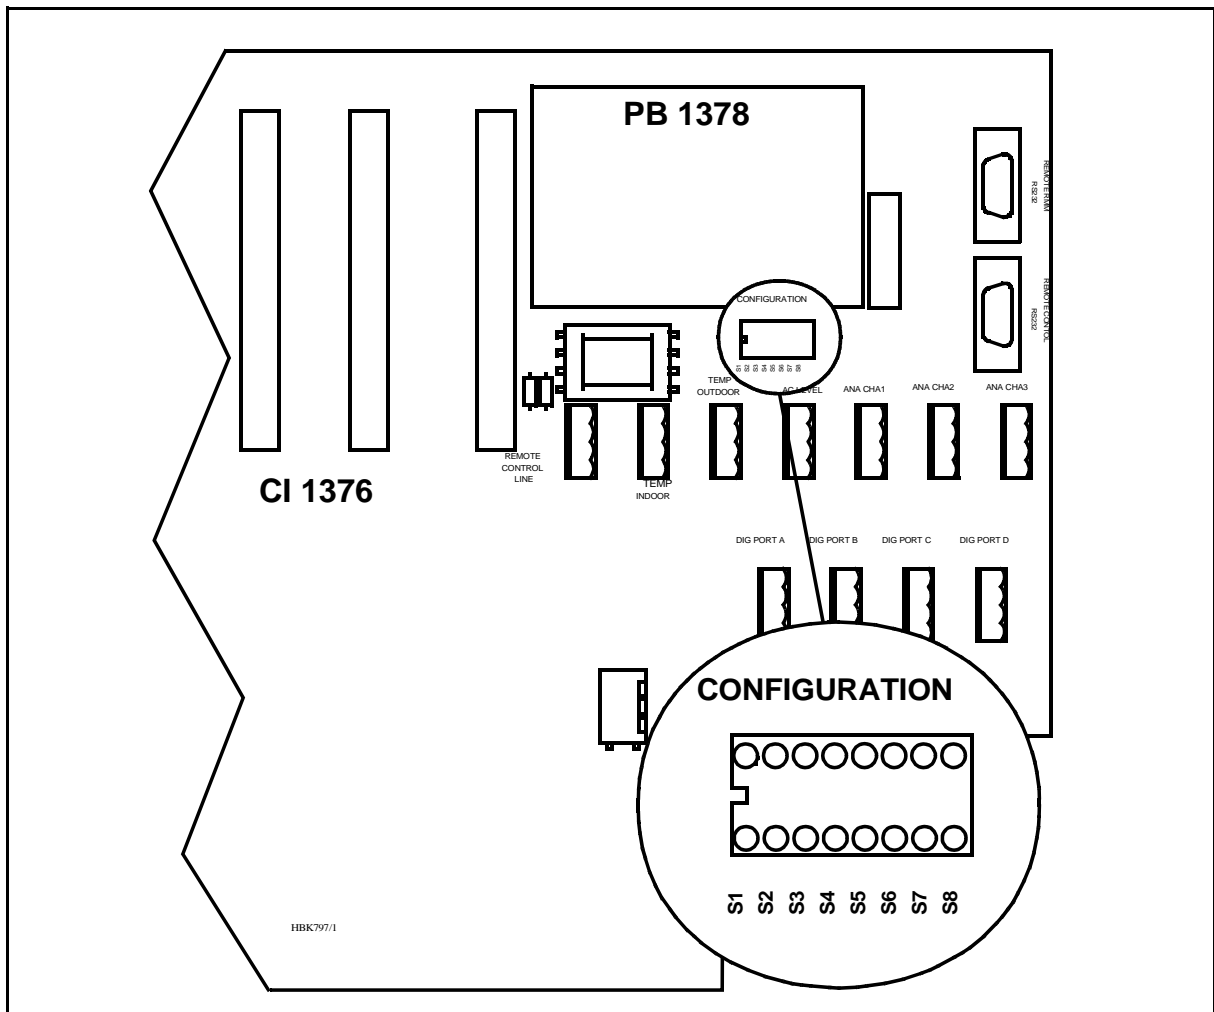 PB 1378
REMOTE RMM
RS232
CONFIGURATION
S1 S2 S3 S4 S5 S6 S7 S8
REMOTE CONTOL
RS232
TEMP
OUTDOOR
AC LEVEL
ANA CHA1
ANA CHA2
ANA CHA3
REMOTE
CONTROL
LINE
TEMP
INDOOR
CI 1376
DIG PORT A
DIG PORT B
DIG PORT C
DIG PORT D
CONFIGURATION
S1 S2 S3 S4 S5 S6 S7 S8
HBK797/1